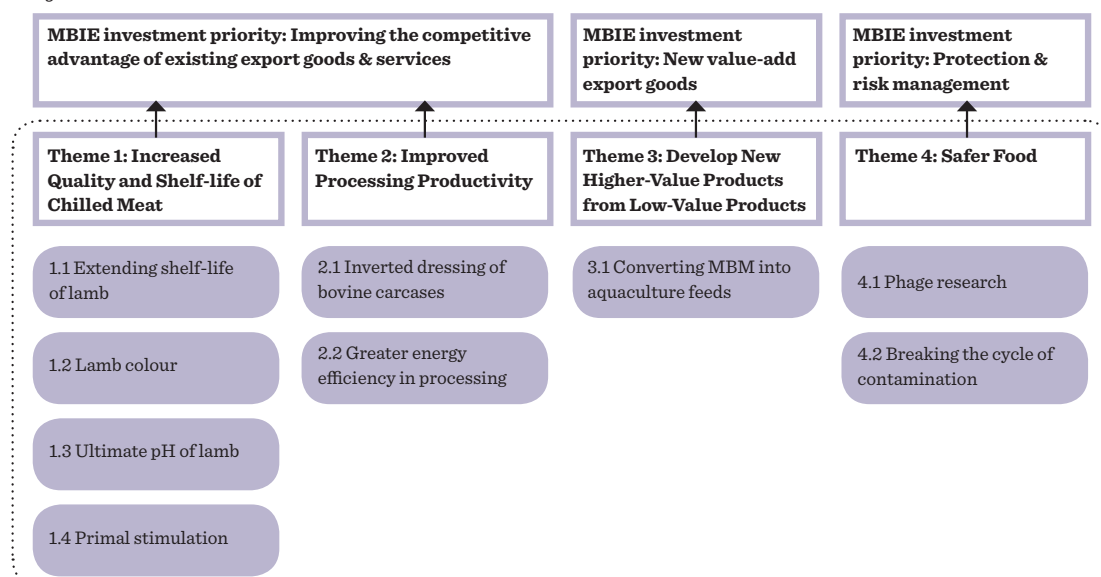 MBIE investment priority: Improving the competitive
advantage of existing export goods & services
MBIE investment
priority: New value-add
export goods
MBIE investment
priority: Protection &
risk management
Theme 1: Increased
Quality and Shelf-life of
Chilled Meat
Theme 2: Improved
Processing Productivity
Theme 3: Develop New
Higher-Value Products
from Low-Value Products
Theme 4: Safer Food
1.1 Extending shelf-life
of lamb
1.2 Lamb colour
1.3 Ultimate pH of lamb
1.4 Primal stimulation
2.1 Inverted dressing of
bovine carcases
2.2 Greater energy
efficiency in processing
3.1 Converting MBM into
aquaculture feeds
4.1 Phage research
4.2 Breaking the cycle of
contamination